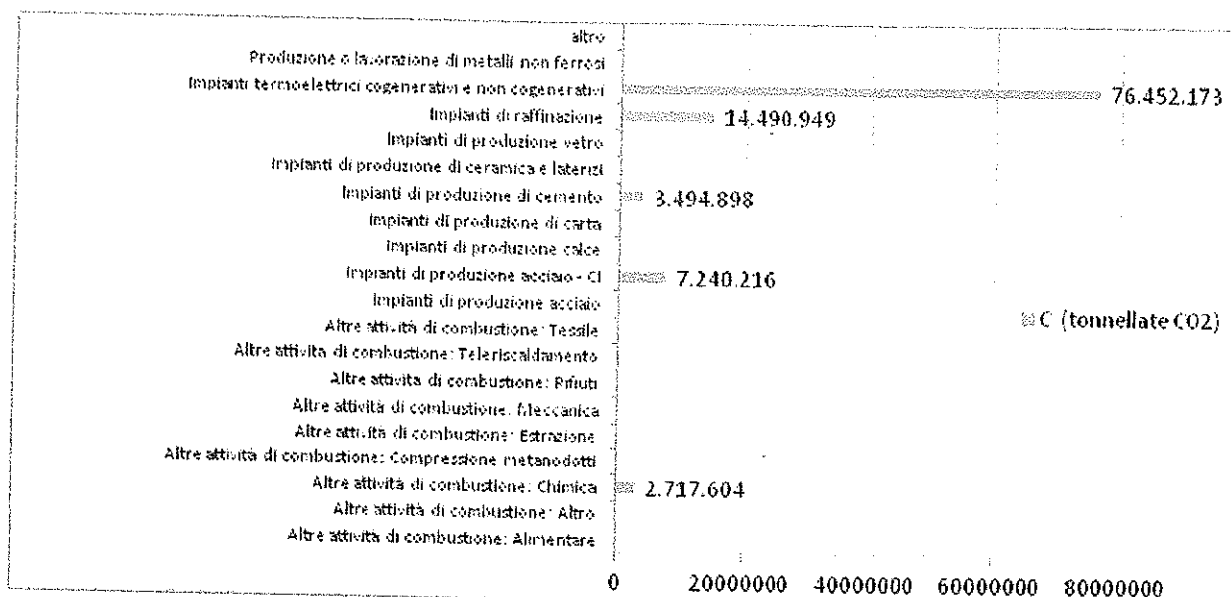 altro
Produzione o lavorazione di metalli non ferrosi
Impianti termoelettrici cogenerativi e non cogenerativi
76.452.173
Impianti di raffinazione
14.490.949
Impianti di produzione vetro
Impianti di produzione di ceramica e laterizi
Impianti di produzione di cemento
3.494.898
Impianti di produzione di carta
Impianti di produzione calce
Impianti di produzione acciaio - CI
7.240.216
Impianti di produzione acciaio
C (tonnellate CO2)
Altre attività di combustione: Tessile
Altre attività di combustione: Teleriscaldamento
Altre attività di combustione: Rifiuti
Altre attività di combustione: Meccanica
Altre attività di combustione: Estrazione
Altre attività di combustione: Compressione metanodotti
Altre attività di combustione: Chimica
2.717.604
Altre attività di combustione: Altro
Altre attività di combustione: Alimentare
0 20000000 40000000 60000000 80000000